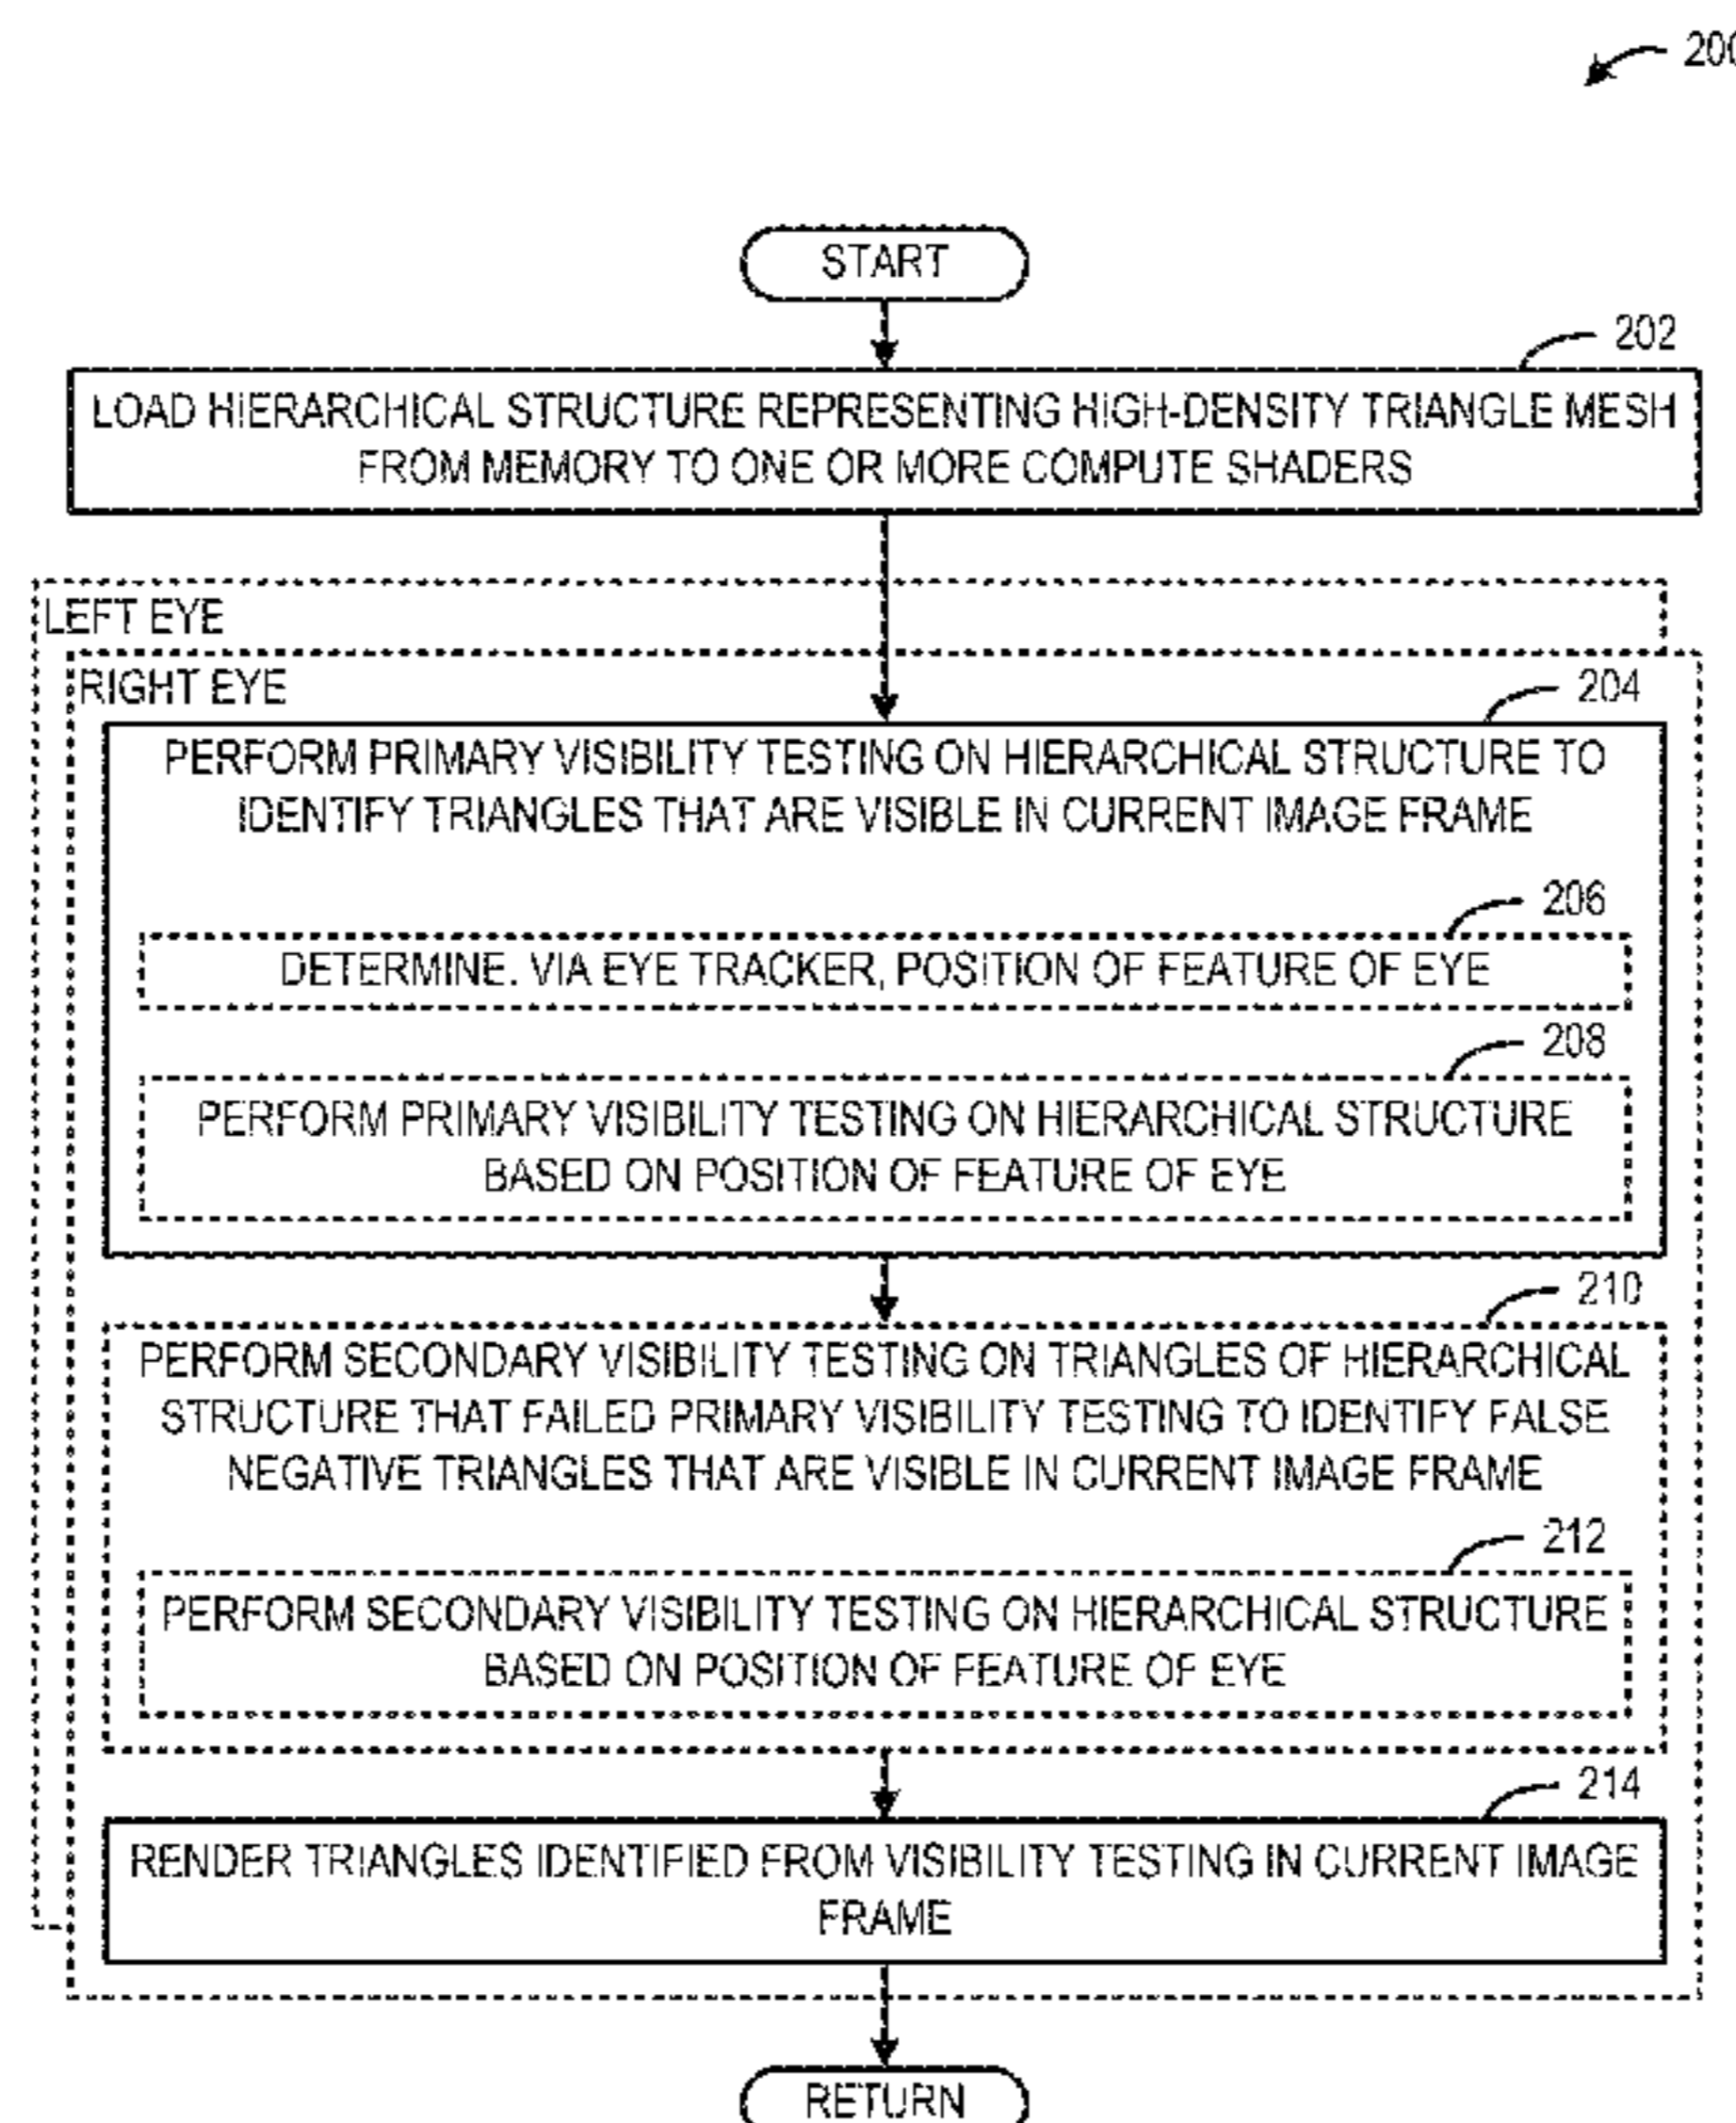 200
START
202
LOAD HIERARCHICAL STRUCTURE REPRESENTING HIGH-DENSITY TRIANGLE MESH
FROM MEMORY TO ONE OR MORE COMPUTE SHADERS
LEFT EYE
RIGHT EYE
204
PERFORM PRIMARY VISIBILITY TESTING ON HIERARCHICAL STRUCTURE TO
IDENTIFY TRIANGLES THAT ARE VISIBLE IN CURRENT IMAGE FRAME
206
DETERMINE. VIA EYE TRACKER, POSITION OF FEATURE OF EYE
208
PERFORM PRIMARY VISIBILITY TESTING ON HIERARCHICAL STRUCTURE
BASED ON POSITION OF FEATURE OF EYE
210
PERFORM SECONDARY VISIBILITY TESTING ON TRIANGLES OF HIERARCHICAL
STRUCTURE THAT FAILED PRIMARY VISIBILITY TESTING TO IDENTIFY FALSE
NEGATIVE TRIANGLES THAT ARE VISIBLE IN CURRENT IMAGE FRAME
212
PERFORM SECONDARY VISIBILITY TESTING ON HIERARCHICAL STRUCTURE
BASED ON POSITION OF FEATURE OF EYE
214
RENDER TRIANGLES IDENTIFIED FROM VISIBILITY TESTING IN CURRENT IMAGE
FRAME
RETURN